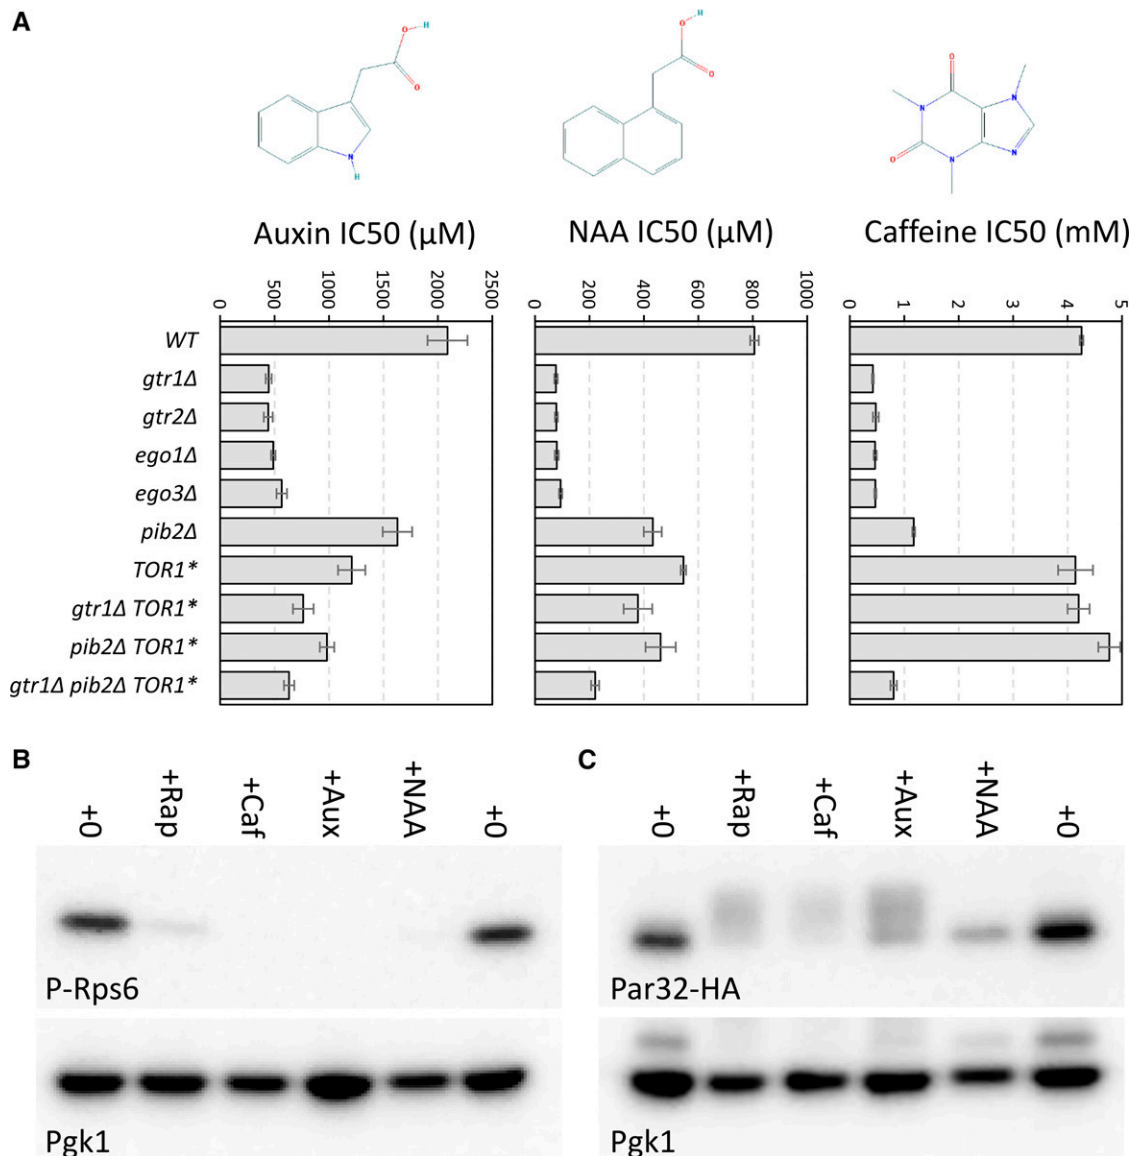 A
H
O
O
N
H
H
O
O
O
N
N
O
N
N
Auxin IC50 (µM)
NAA IC50 (µM)
Caffeine IC50 (mM)
0 500 1000 1500 2000 2500
0 200 400 600 800 1000
0 1 2 3 4 5
WT
gtr1Δ
gtr2Δ
ego1Δ
ego3Δ
pib2Δ
TOR1*
gtr1Δ TOR1*
pib2Δ TOR1*
gtr1Δ pib2Δ TOR1*
B
+0 +Rap +Caf +Aux +NAA +0
P-Rps6
Pgk1
C
+0 +Rap +Caf +Aux +NAA +0
Par32-HA
Pgk1